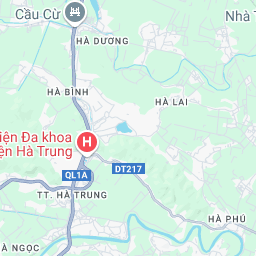 Cầu Cừ
Nhà
HÀ DƯƠNG
HÀ BÌNH
HÀ LAI
iện Đa khoa
ện Hà Trung
H
DT217
QL1A
TT. HÀ TRUNG
HÀ PHÚ
HÀ NGỌC